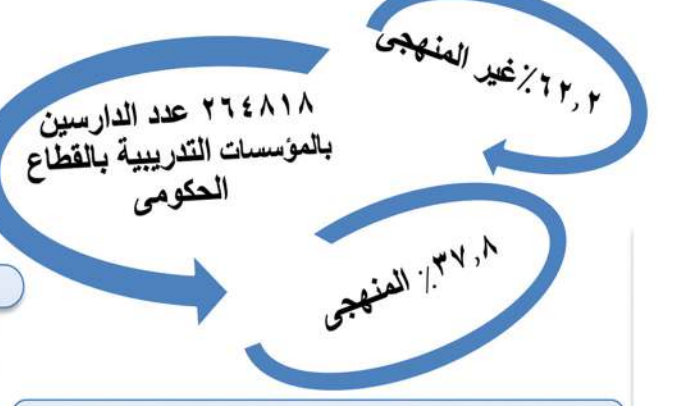 ٦٢,٢٪ غير المنهجى
٢٦٤٨١٨ عدد الدارسين
بالمؤسسات التدريبية بالقطاع
الحكومى
٣٧,٨٪ المنهجى